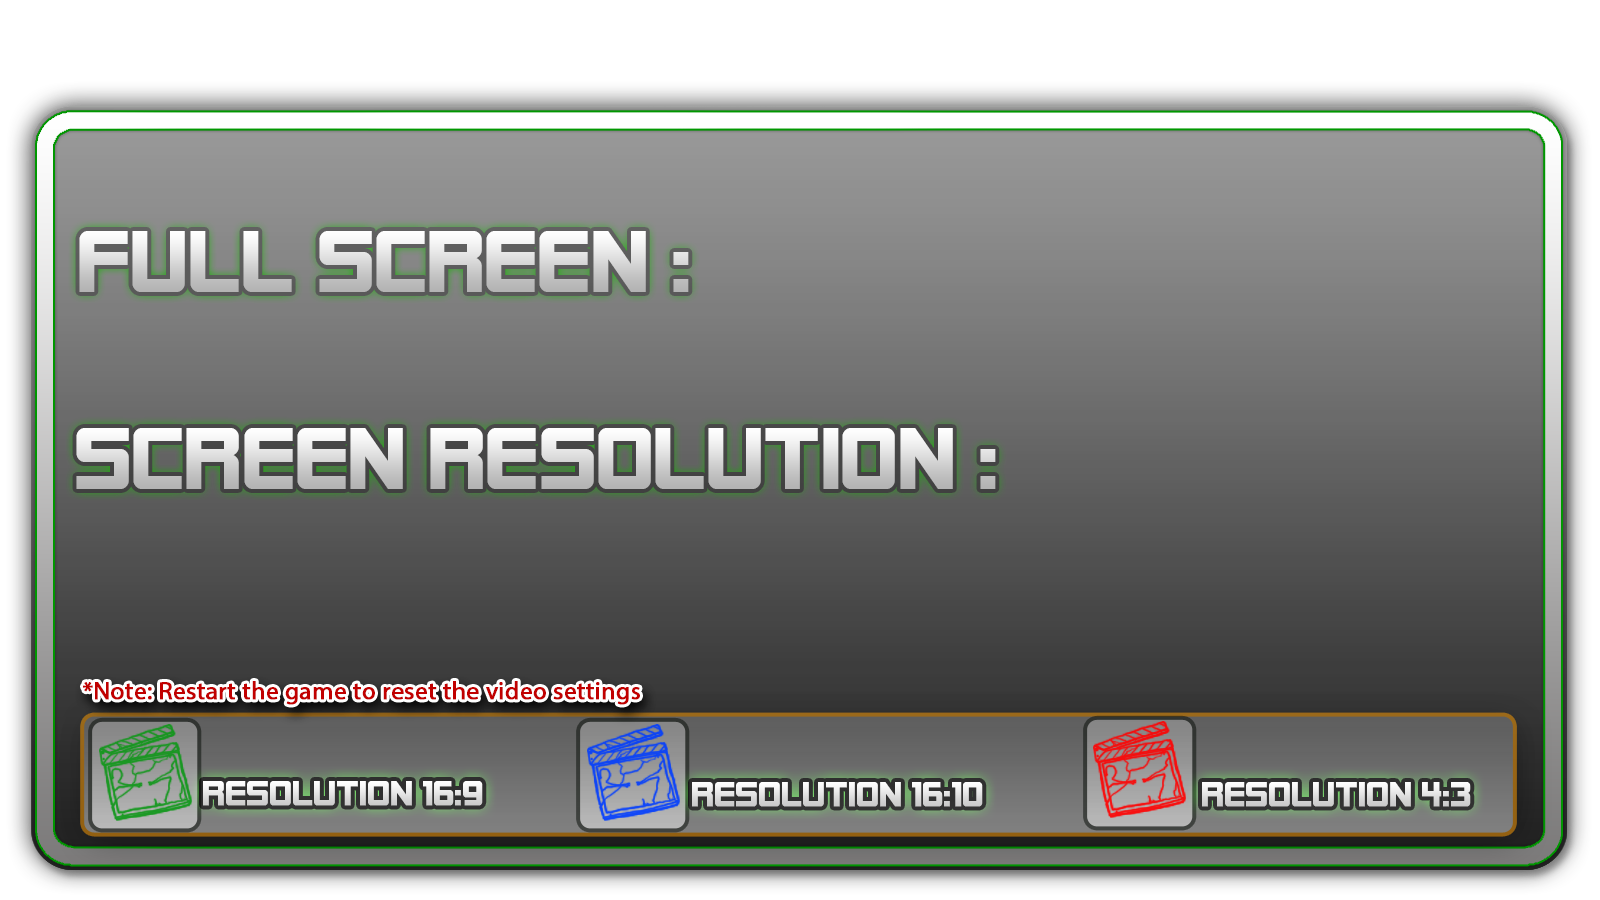 FULL SCREEN :
SCREEN RESOLUTION :
*Note: Restart the game to reset the video settings
RESOLUTION 16:9
RESOLUTION 16:10
RESOLUTION 4:3